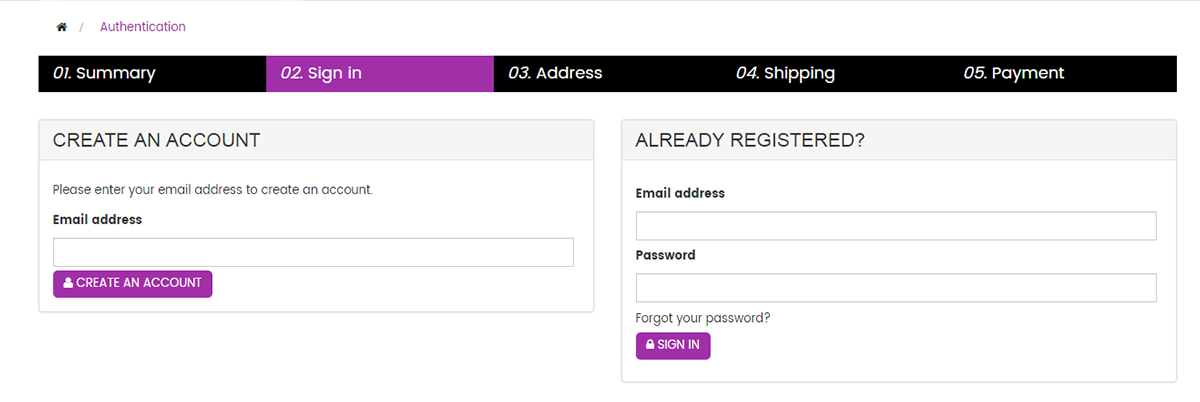 / Authentication
01. Summary 02. Sign in 03. Address 04. Shipping 05. Payment
CREATE AN ACCOUNT
Please enter your email address to create an account.
Email address
CREATE AN ACCOUNT
ALREADY REGISTERED?
Email address
Password
Forgot your password?
SIGN IN